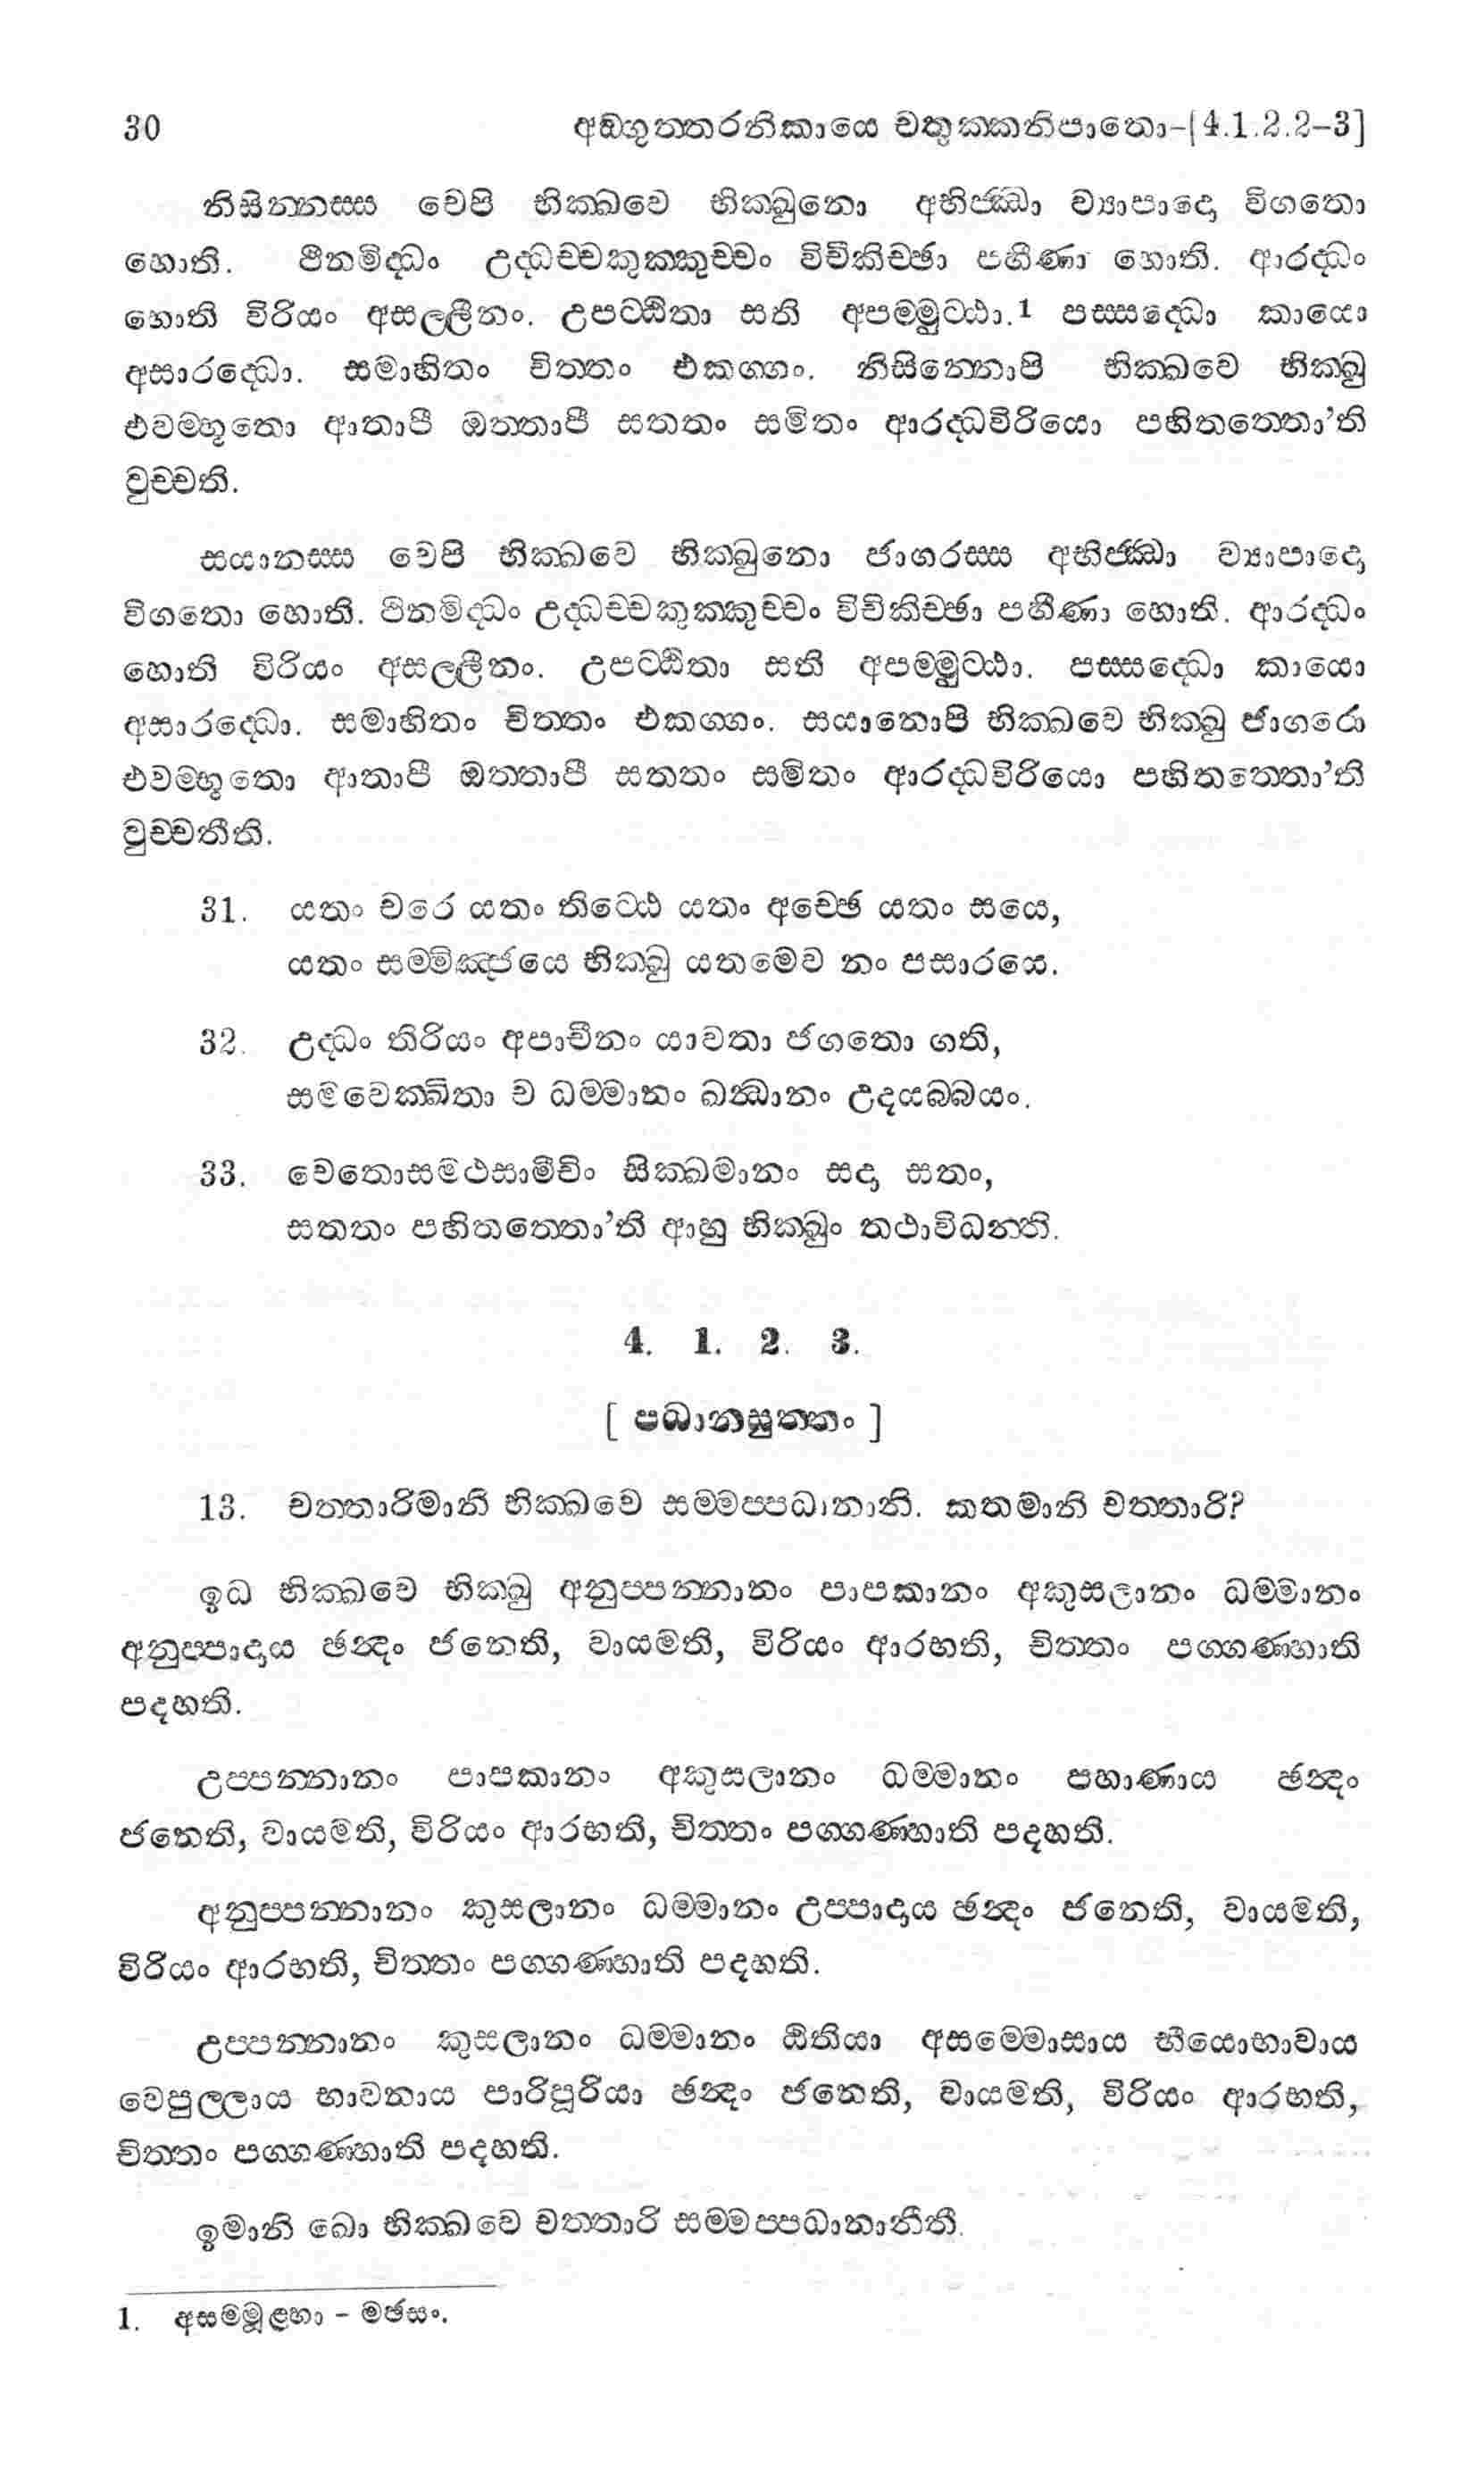 30 අඞ්ගුත්තරනිකායෙ චතුක්කනිපාතො–[4.1.2.2–3]
නිසින්නස්ස චෙපි භික්ඛවෙ භික්ඛුනො අභිජ්ඣා ව්‍යාපාදො විගතො
හොති. ථීනමිද්ධං උද්ධච්චකුක්කුච්චං විචිකිච්ඡා පහීණා හොති. ආරද්ධං
හොති විරියං අසල්ලීනං. උපට්ඨිතා සති අපම්මුට්ඨා.1 පස්සද්ධො කායො
අසාරද්ධො. සමාහිතං චිත්තං එකග්ගං. නිසින්නොපි භික්ඛවෙ භික්ඛු
එවම්භූතො ආතාපී ඔත්තාපී සතතං සමිතං ආරද්ධවිරියො පහිතත්තො’ති
වුච්චති.
සයානස්ස චෙපි භික්ඛවෙ භික්ඛුනො ජාගරස්ස අභිජ්ඣා ව්‍යාපාදො
විගතො හොති. ථිනමිද්ධං උද්ධච්චකුක්කුච්චං විචිකිච්ඡා පහීණා හොති. ආරද්ධං
හොති විරියං අසල්ලීනං. උපට්ඨිතා සති අපම්මුට්ඨා. පස්සද්ධො කායො
අසාරද්ධො. සමාහිතං චිත්තං එකග්ගං. සයානොපි භික්ඛවෙ භික්ඛු ජාගරො
එවම්භූතො ආතාපී ඔත්තාපී සතතං සමිතං ආරද්ධවිරියො පහිතත්තො’ති
වුච්චතීති.
31. යතං චරෙ යතං තිට්ඨෙ යතං අච්ඡෙ යතං සයෙ,
යතං සම්මිඤ්ජයෙ භික්ඛු යතමෙව නං පසාරයෙ.
32. උද්ධං තිරියං අපාචීනං යාවතා ජගතො ගති,
සමවෙක්ඛිතා ච ධම්මානං ඛන්ධානං උදයබ්බයං.
33. චෙතොසමථසාමීචිං සික්ඛමානං සදා සතං,
සතතං පහිතත්තො’ති ආහු භික්ඛුං තථාවිධන්ති.
4. 1. 2. 3.
[ පධානසුත්තං ]
13. චත්තාරිමානි භික්ඛවෙ සම්මප්පධානානි. කතමානි චත්තාරි?
ඉධ භික්ඛවෙ භික්ඛු අනුප්පන්නානං පාපකානං අකුසලානං ධම්මානං
අනුප්පාදාය ඡන්දං ජනෙති, වායමති, විරියං ආරභති, චිත්තං පග්ගණ්හාති
පදහති.
උප්පන්නානං පාපකානං අකුසලානං ධම්මානං පහාණාය ඡන්දං
ජනෙති, වායමති, විරියං ආරභති, චිත්තං පග්ගණ්හාති පදහති.
අනුප්පන්නානං කුසලානං ධම්මානං උප්පාදාය ඡන්දං ජනෙති, වායමති,
විරියං ආරභති, චිත්තං පග්ගණ්හාති පදහති.
උප්පන්නානං කුසලානං ධම්මානං ඨිතියා අසම්මොසාය භීයොභාවාය
වෙපුල්ලාය භාවනාය පාරිපූරියා ඡන්දං ජනෙති, වායමති, විරියං ආරභති,
චිත්තං පග්ගණ්හාති පදහති.
ඉමානි ඛො භික්ඛවෙ චත්තාරි සම්මප්පධානානීතී.
1. අසම්මූළ්හා – මඡසං.